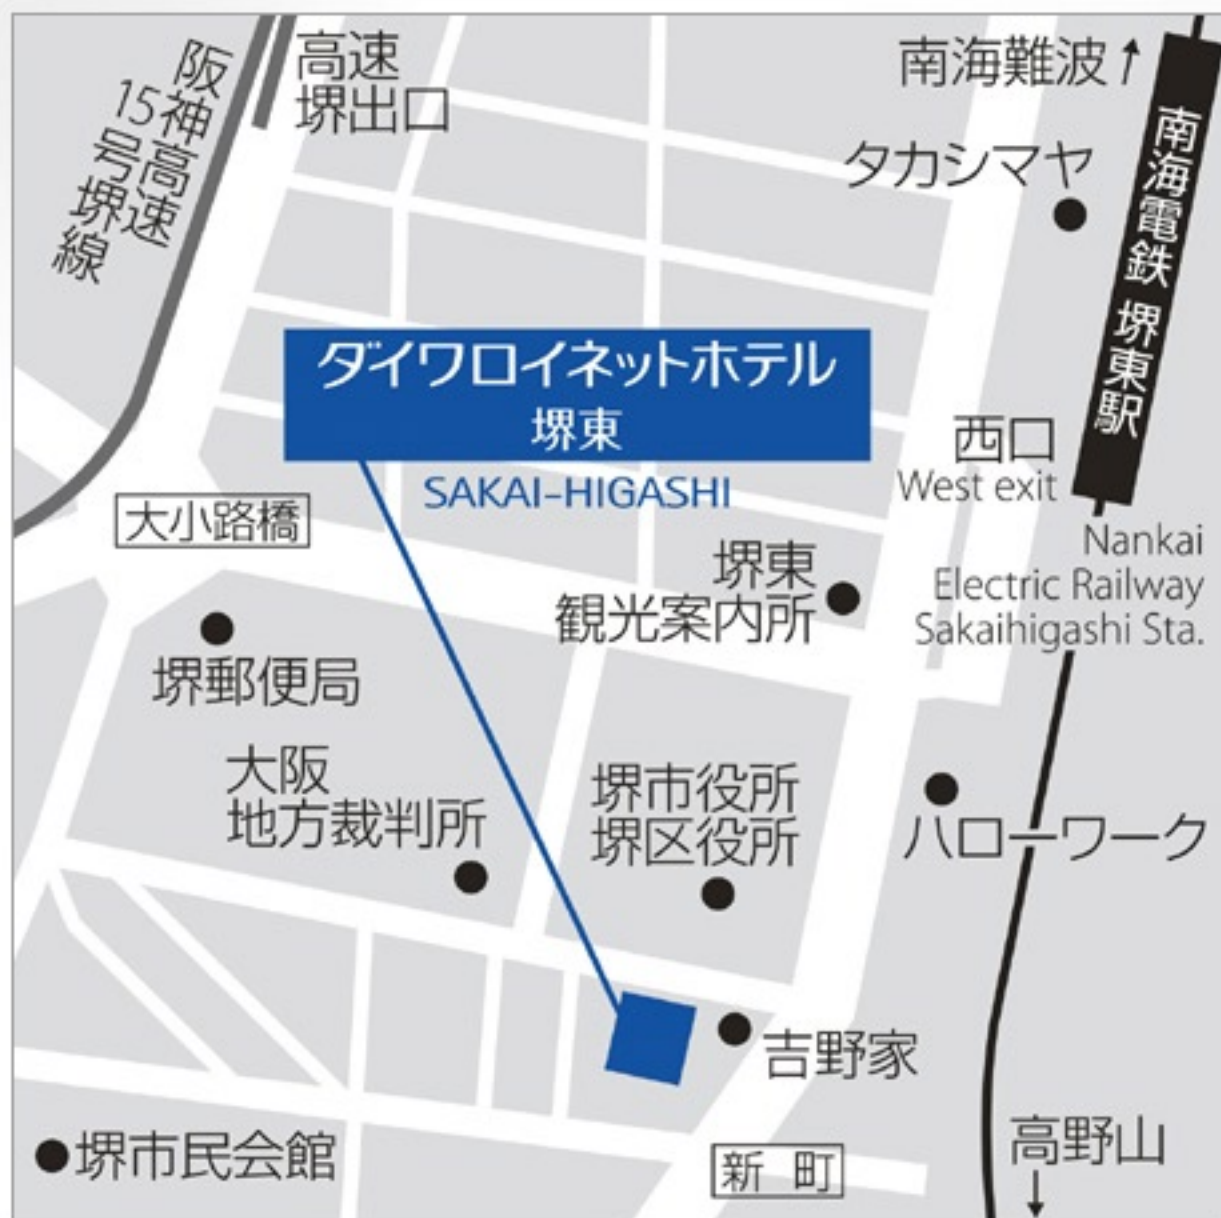 阪神高速
15号堺線
高速
堺出口
南海難波↑
タカシマヤ
南海電鉄 堺東駅
ダイワロイネットホテル
堺東
SAKAI-HIGASHI
西口
West exit
Nankai
Electric Railway
Sakaihigashi Sta.
大小路橋
堺東
観光案内所
堺郵便局
大阪
地方裁判所
堺市役所
堺区役所
ハローワーク
吉野家
堺市民会館
新 町
高野山
↓